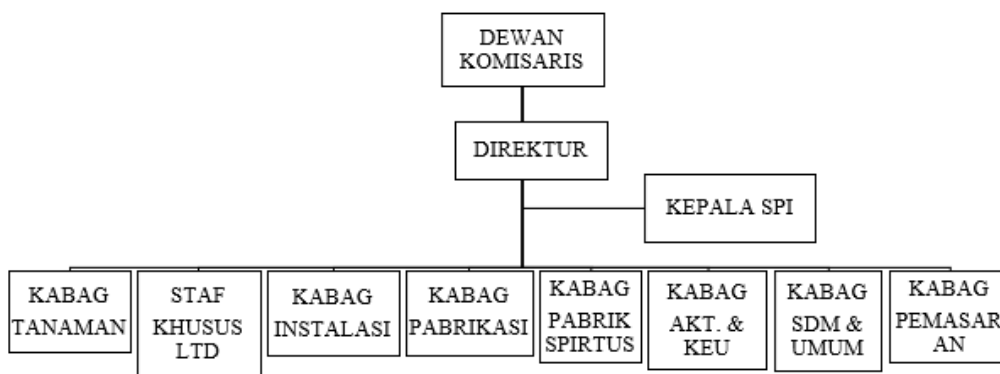 DEWAN
KOMISARIS
DIREKTUR
KEPALA SPI
KABAG
TANAMAN
STAF
KHUSUS
LTD
KABAG
INSTALASI
KABAG
PABRIKASI
KABAG
PABRIK
SPIRTUS
KABAG
AKT. &
KEU
KABAG
SDM &
UMUM
KABAG
PEMASAR
AN